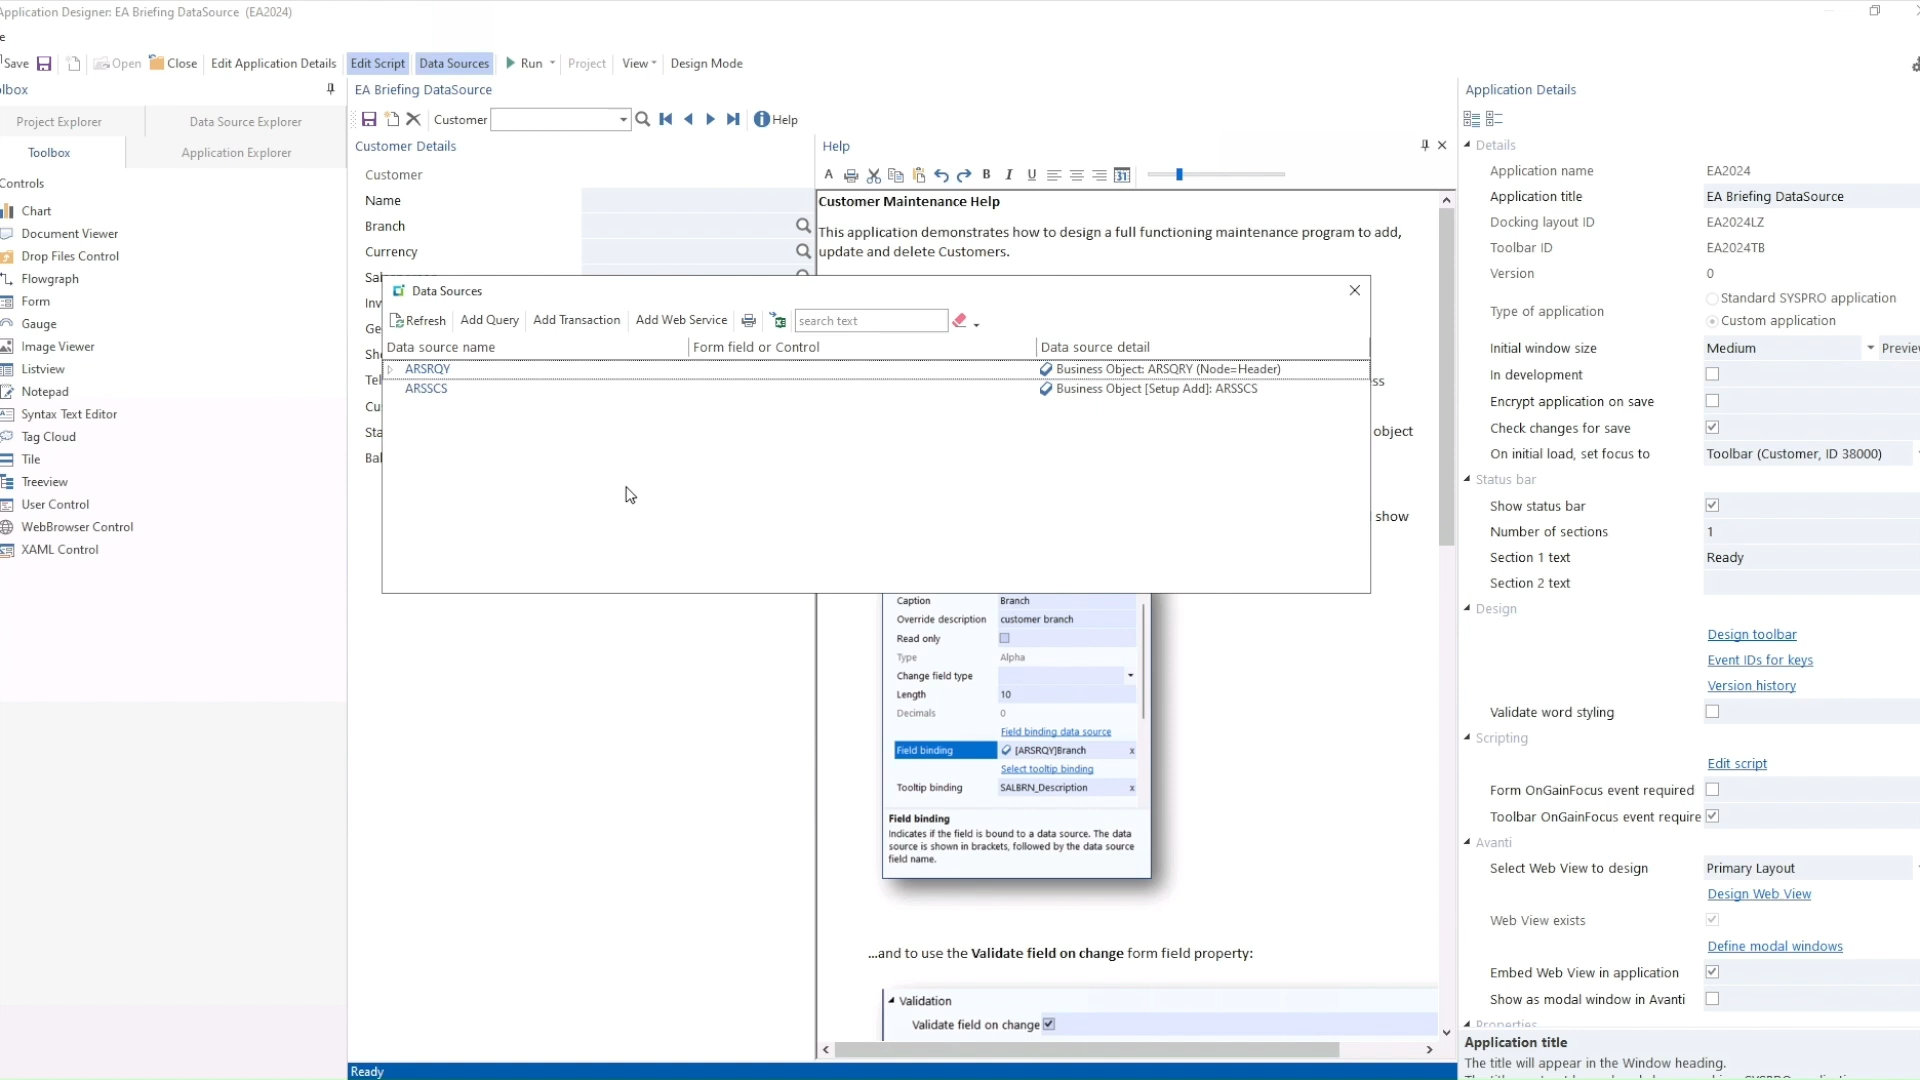 Application Designer: EA Briefing DataSource (EA2024)
e
Save Open Close Edit Application Details Edit Script Data Sources Run Project View Design Mode
lbox
Project Explorer Data Source Explorer
Toolbox Application Explorer
Controls
Chart
Document Viewer
Drop Files Control
Flowgraph
Form
Gauge
Image Viewer
Listview
Notepad
Syntax Text Editor
Tag Cloud
Tile
Treeview
User Control
WebBrowser Control
XAML Control
EA Briefing DataSource
Customer Help
Customer Details
Customer
Name
Branch
Currency
Inv
Ge
Sh
Tel
Cu
Sta
Bal
Help
A B I U 31
Customer Maintenance Help
This application demonstrates how to design a full functioning maintenance program to add,
update and delete Customers.
ss
object
show
Data Sources
Refresh Add Query Add Transaction Add Web Service search text
Data source name Form field or Control Data source detail
ARSRQY Business Object: ARSQRY (Node=Header)
ARSSCS Business Object [Setup Add]: ARSSCS
Caption Branch
Override description customer branch
Read only
Type Alpha
Change field type
Length 10
Decimals 0
Field binding data source
Field binding [ARSRQY]Branch x
Select tooltip binding
Tooltip binding SALBRN_Description x
Field binding
Indicates if the field is bound to a data source. The data
source is shown in brackets, followed by the data source
field name.
...and to use the Validate field on change form field property:
Validation
Validate field on change
Ready
Application Details
Details
Application name EA2024
Application title EA Briefing DataSource
Docking layout ID EA2024LZ
Toolbar ID EA2024TB
Version 0
Type of application Standard SYSPRO application
Custom application
Initial window size Medium Preview
In development
Encrypt application on save
Check changes for save
On initial load, set focus to Toolbar (Customer, ID 38000)
Status bar
Show status bar
Number of sections 1
Section 1 text Ready
Section 2 text
Design
Design toolbar
Event IDs for keys
Version history
Validate word styling
Scripting
Edit script
Form OnGainFocus event required
Toolbar OnGainFocus event require
Avanti
Select Web View to design Primary Layout
Design Web View
Web View exists
Define modal windows
Embed Web View in application
Show as modal window in Avanti
Properties
Application title
The title will appear in the Window heading.